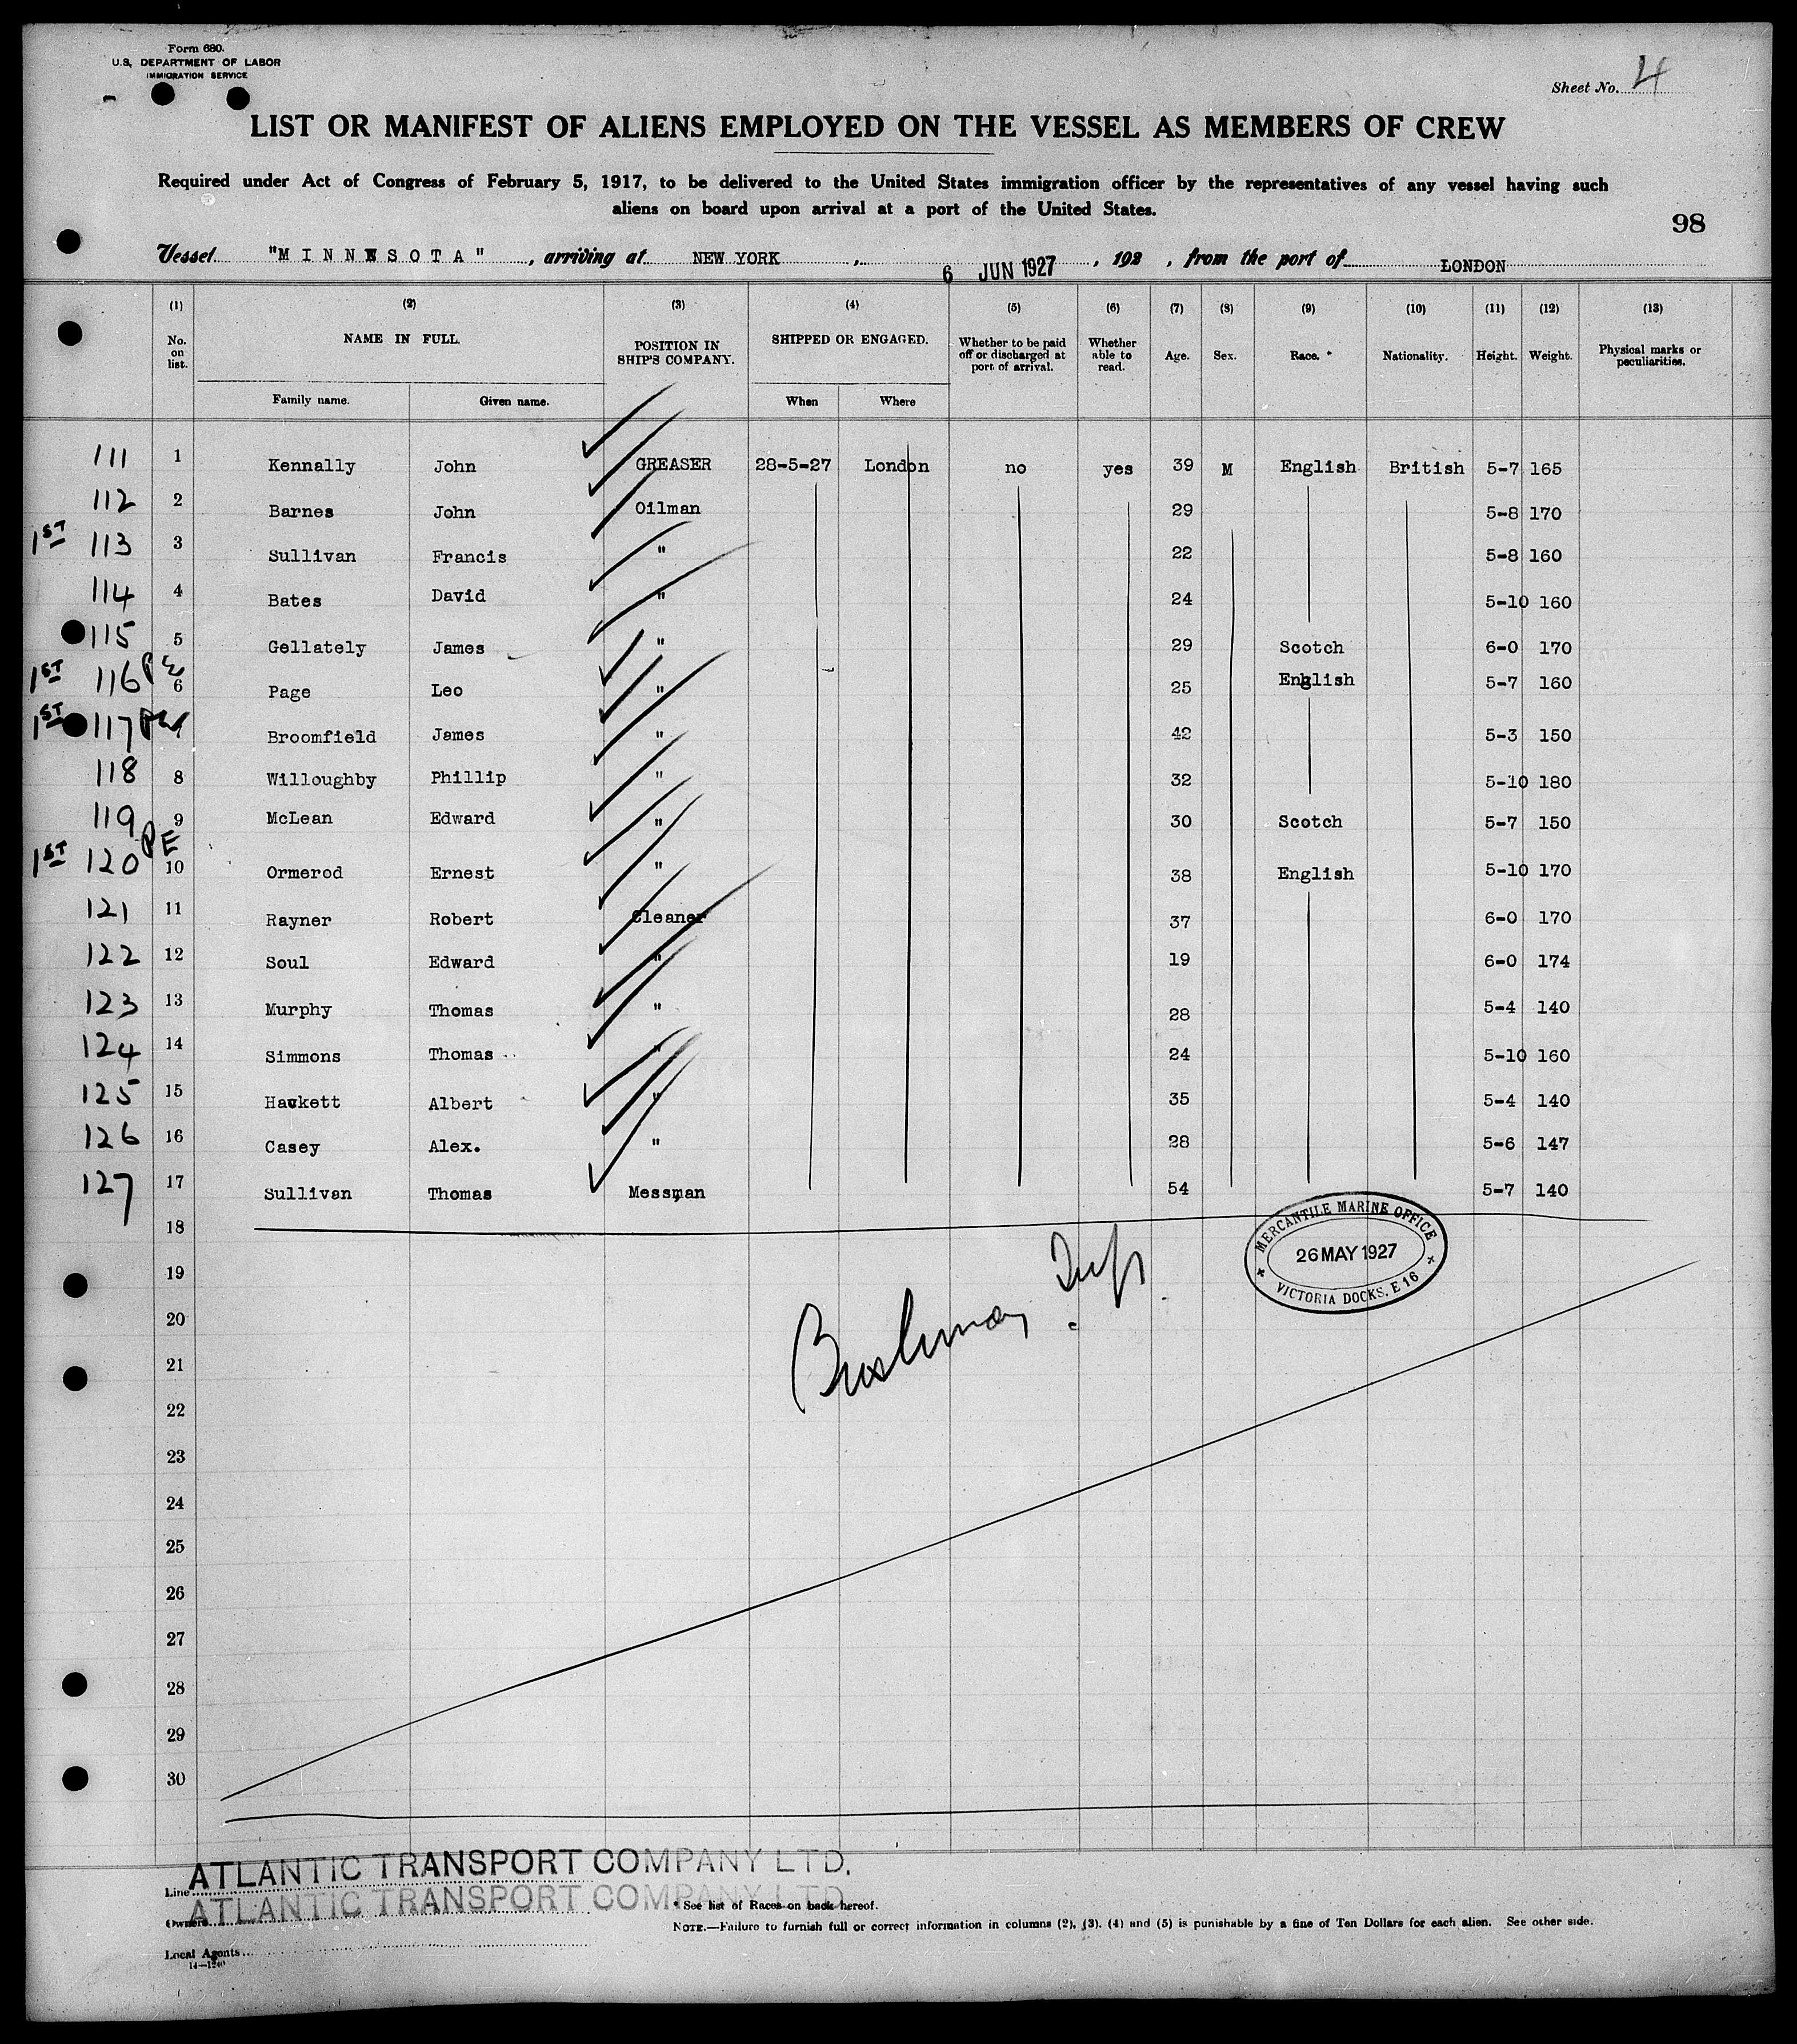 Form 680.
U.S. DEPARTMENT OF LABOR
IMMIGRATION SERVICE
Sheet No. 4
LIST OR MANIFEST OF ALIENS EMPLOYED ON THE VESSEL AS MEMBERS OF CREW
Required under Act of Congress of February 5, 1917, to be delivered to the United States immigration officer by the representatives of any vessel having such
aliens on board upon arrival at a port of the United States.
98
Vessel "MINNESOTA", arriving at NEW YORK, 6 JUN 1927, 192 , from the port of LONDON
(1) (2) (3) (4) (5) (6) (7) (8) (9) (10) (11) (12) (13)
No. on list. NAME IN FULL. POSITION IN SHIP'S COMPANY. SHIPPED OR ENGAGED. Whether to be paid off or discharged at port of arrival. Whether able to read. Age. Sex. Race.* Nationality. Height. Weight. Physical marks or peculiarities.
Family name. Given name. When Where
111 1 Kennally John GREASER 28-5-27 London no yes 39 M English British 5-7 165
112 2 Barnes John Oilman 29 5-8 170
1ST 113 3 Sullivan Francis " 22 5-8 160
114 4 Bates David " 24 5-10 160
115 5 Gellately James " 29 Scotch 6-0 170
1ST 116 PE 6 Page Leo " 25 English 5-7 160
1ST 117 Broomfield James " 42 5-3 150
118 8 Willoughby Phillip " 32 5-10 180
119 9 McLean Edward " 30 Scotch 5-7 150
1ST 120 PE 10 Ormerod Ernest " 38 English 5-10 170
121 11 Rayner Robert Cleaner 37 6-0 170
122 12 Soul Edward " 19 6-0 174
123 13 Murphy Thomas " 28 5-4 140
124 14 Simmons Thomas " 24 5-10 160
125 15 Hackett Albert " 35 5-4 140
126 16 Casey Alex. " 28 5-6 147
127 17 Sullivan Thomas Messman 54 5-7 140
18
MERCANTILE MARINE OFFICE
26 MAY 1927
VICTORIA DOCKS, E 16
19
20
21
22
23
24
25
26
27
28
29
30
Line ATLANTIC TRANSPORT COMPANY LTD.
Owners ATLANTIC TRANSPORT COMPANY LTD.
* See list of Races on back hereof.
NOTE.—Failure to furnish full or correct information in columns (2), (3), (4) and (5) is punishable by a fine of Ten Dollars for each alien. See other side.
Local Agents